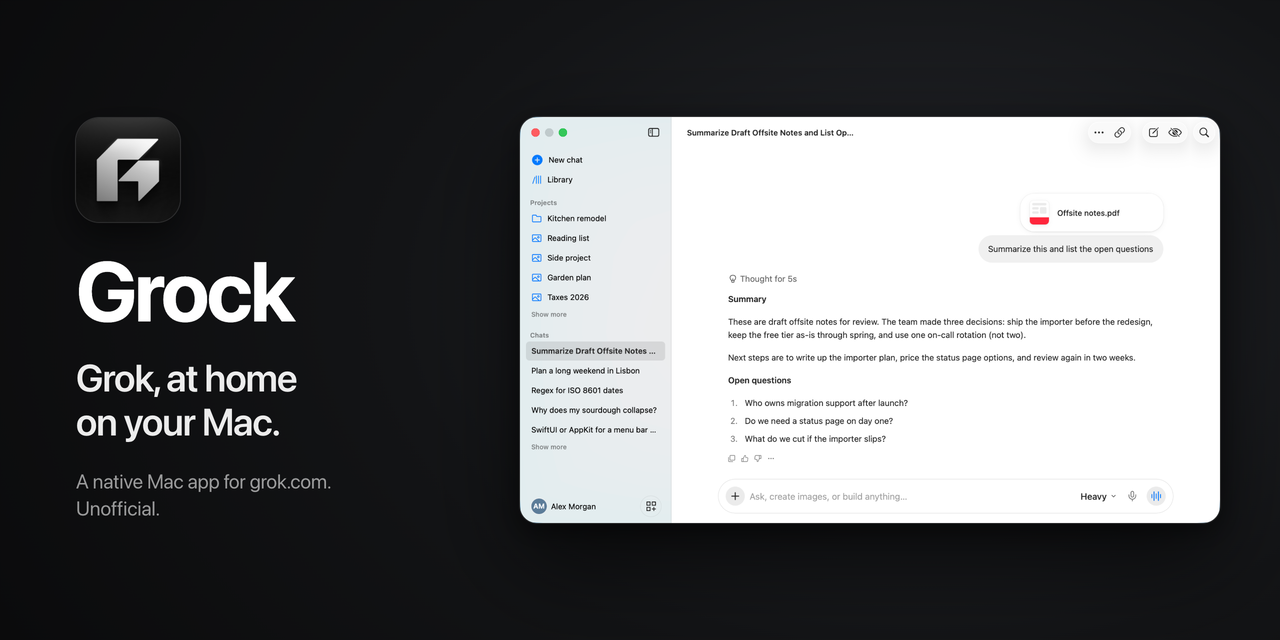 Grock
Grok, at home
on your Mac.
A native Mac app for grok.com.
Unofficial.
New chat
Library
Projects
Kitchen remodel
Reading list
Side project
Garden plan
Taxes 2026
Show more
Chats
Summarize Draft Offsite Notes ...
Plan a long weekend in Lisbon
Regex for ISO 8601 dates
Why does my sourdough collapse?
SwiftUI or AppKit for a menu bar ...
Show more
AM Alex Morgan
Summarize Draft Offsite Notes and List Op...
Offsite notes.pdf
Summarize this and list the open questions
Thought for 5s
Summary
These are draft offsite notes for review. The team made three decisions: ship the importer before the redesign,
keep the free tier as-is through spring, and use one on-call rotation (not two).
Next steps are to write up the importer plan, price the status page options, and review again in two weeks.
Open questions
1. Who owns migration support after launch?
2. Do we need a status page on day one?
3. What do we cut if the importer slips?
Ask, create images, or build anything... Heavy